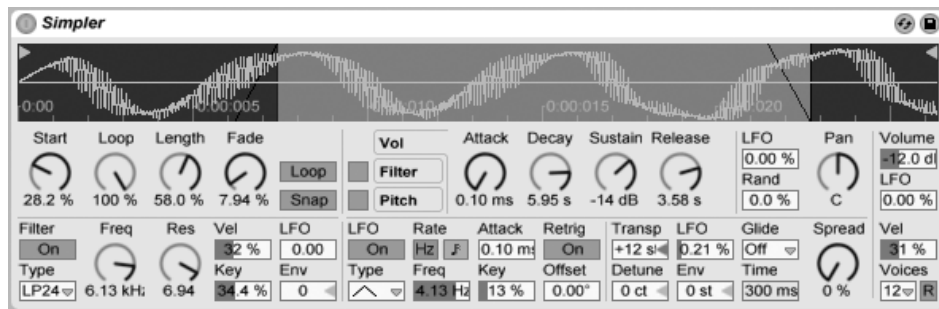 Simpler
0:00 0:00:005 0:00:010 0:00:015 0:00:020
Start Loop Length Fade Vol Attack Decay Sustain Release LFO Pan Volume
0.00 % -12.0 dB
Loop Filter Rand LFO
28.2 % 100 % 58.0 % 7.94 % Snap Pitch 0.10 ms 5.95 s -14 dB 3.58 s 0.0 % C 0.00 %
Filter Freq Res Vel LFO LFO Rate Attack Retrig Transp LFO Glide Spread Vel
On 32 % 0.00 On Hz 0.10 ms On +12 st 0.21 % Off 31 %
Type Key Env Type Freq Key Offset Detune Env Time Voices
LP24 6.13 kHz 6.94 34.4 % 0 4.13 Hz 13 % 0.00° 0 ct 0 st 300 ms 0 % 12 R